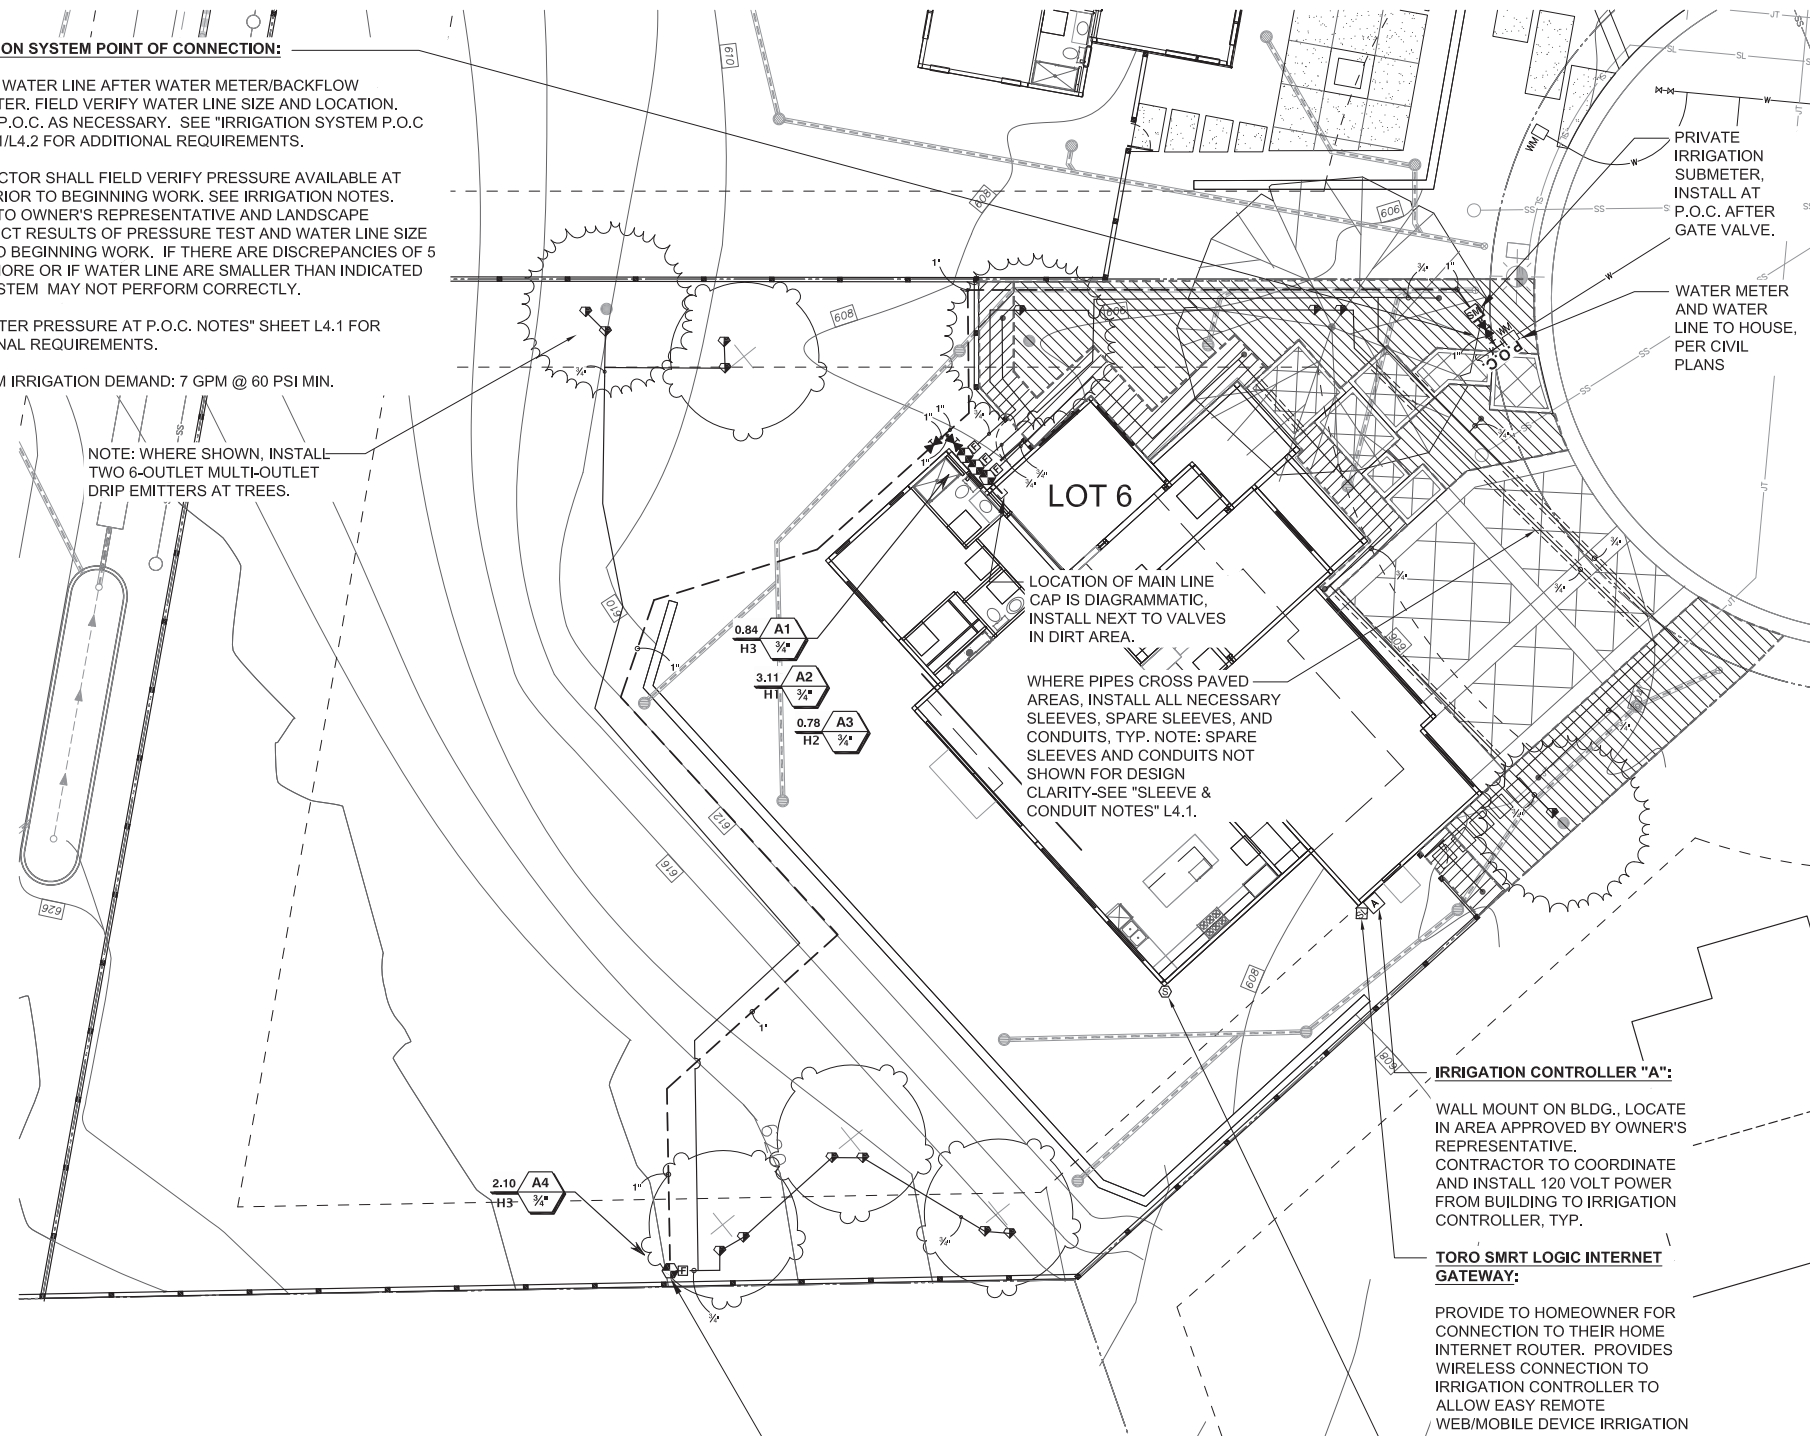 ON SYSTEM POINT OF CONNECTION:
WATER LINE AFTER WATER METER/BACKFLOW
TER. FIELD VERIFY WATER LINE SIZE AND LOCATION.
P.O.C. AS NECESSARY. SEE "IRRIGATION SYSTEM P.O.C
1/L4.2 FOR ADDITIONAL REQUIREMENTS.
CTOR SHALL FIELD VERIFY PRESSURE AVAILABLE AT
RIOR TO BEGINNING WORK. SEE IRRIGATION NOTES.
TO OWNER'S REPRESENTATIVE AND LANDSCAPE
CT RESULTS OF PRESSURE TEST AND WATER LINE SIZE
O BEGINNING WORK. IF THERE ARE DISCREPANCIES OF 5
MORE OR IF WATER LINE ARE SMALLER THAN INDICATED
STEM MAY NOT PERFORM CORRECTLY.
TER PRESSURE AT P.O.C. NOTES" SHEET L4.1 FOR
NAL REQUIREMENTS.
M IRRIGATION DEMAND: 7 GPM @ 60 PSI MIN.
NOTE: WHERE SHOWN, INSTALL
TWO 6-OUTLET MULTI-OUTLET
DRIP EMITTERS AT TREES.
PRIVATE
IRRIGATION
SUBMETER,
INSTALL AT
P.O.C. AFTER
GATE VALVE.
WATER METER
AND WATER
LINE TO HOUSE,
PER CIVIL
PLANS
P.O.C.
SM
WM
WM
LOT 6
LOCATION OF MAIN LINE
CAP IS DIAGRAMMATIC,
INSTALL NEXT TO VALVES
IN DIRT AREA.
WHERE PIPES CROSS PAVED
AREAS, INSTALL ALL NECESSARY
SLEEVES, SPARE SLEEVES, AND
CONDUITS, TYP. NOTE: SPARE
SLEEVES AND CONDUITS NOT
SHOWN FOR DESIGN
CLARITY-SEE "SLEEVE &
CONDUIT NOTES" L4.1.
0.84 A1
H3 ¾"
3.11 A2
H1 ¾"
0.78 A3
H2 ¾"
2.10 A4
H3 ¾"
610
608
606
608
608
610
612
616
626
606
608
608
A
S
IRRIGATION CONTROLLER "A":
WALL MOUNT ON BLDG., LOCATE
IN AREA APPROVED BY OWNER'S
REPRESENTATIVE.
CONTRACTOR TO COORDINATE
AND INSTALL 120 VOLT POWER
FROM BUILDING TO IRRIGATION
CONTROLLER, TYP.
TORO SMRT LOGIC INTERNET
GATEWAY:
PROVIDE TO HOMEOWNER FOR
CONNECTION TO THEIR HOME
INTERNET ROUTER. PROVIDES
WIRELESS CONNECTION TO
IRRIGATION CONTROLLER TO
ALLOW EASY REMOTE
WEB/MOBILE DEVICE IRRIGATION